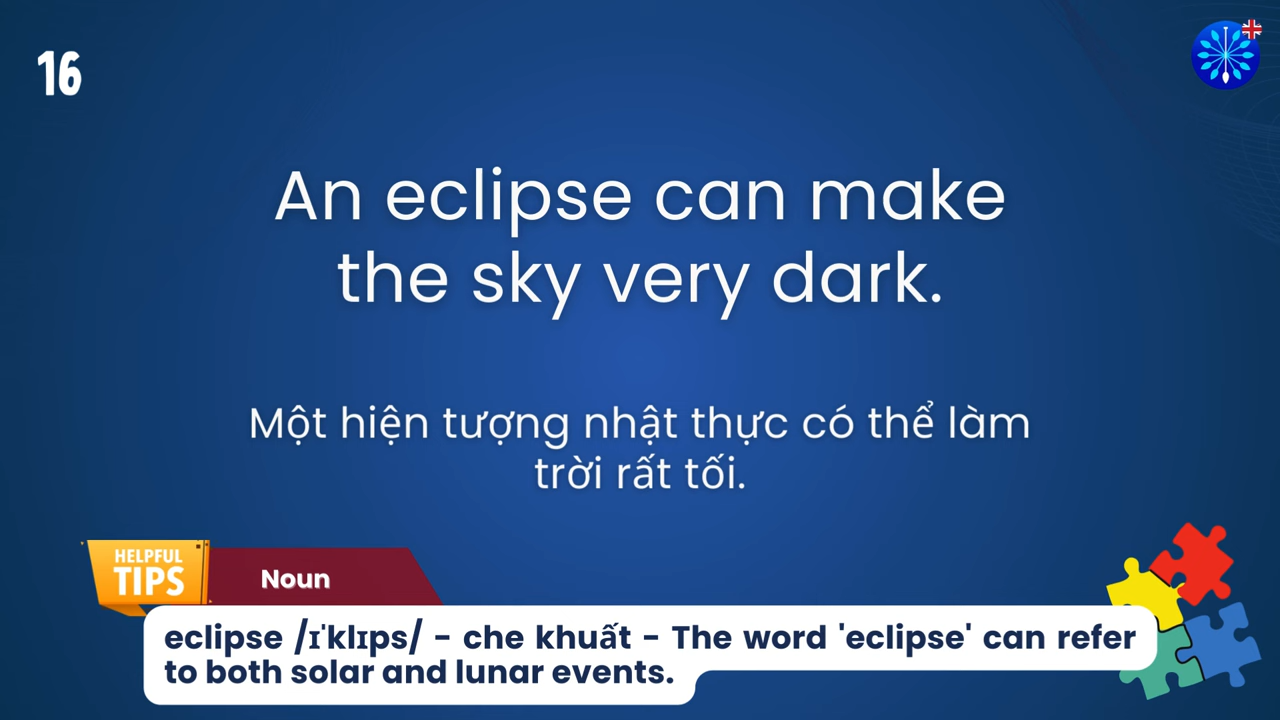 16
An eclipse can make
the sky very dark.
Một hiện tượng nhật thực có thể làm
trời rất tối.
HELPFUL
TIPS
Noun
eclipse /ɪˈklɪps/ - che khuất - The word 'eclipse' can refer
to both solar and lunar events.